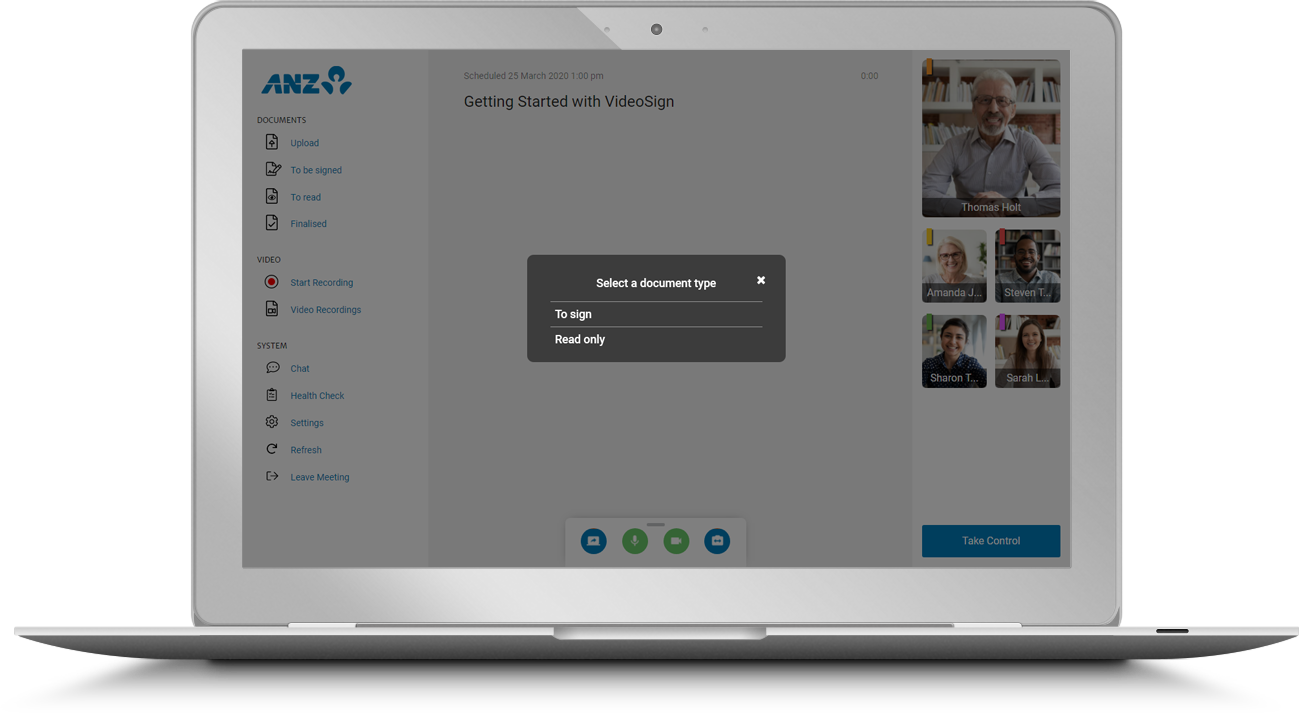 ANZ
DOCUMENTS
Upload
To be signed
To read
Finalised
VIDEO
Start Recording
Video Recordings
SYSTEM
Chat
Health Check
Settings
Refresh
Leave Meeting
Scheduled 25 March 2020 1:00 pm
0:00
Getting Started with VideoSign
Select a document type
To sign
Read only
Thomas Holt
Amanda J...
Steven T...
Sharon T...
Sarah L...
Take Control